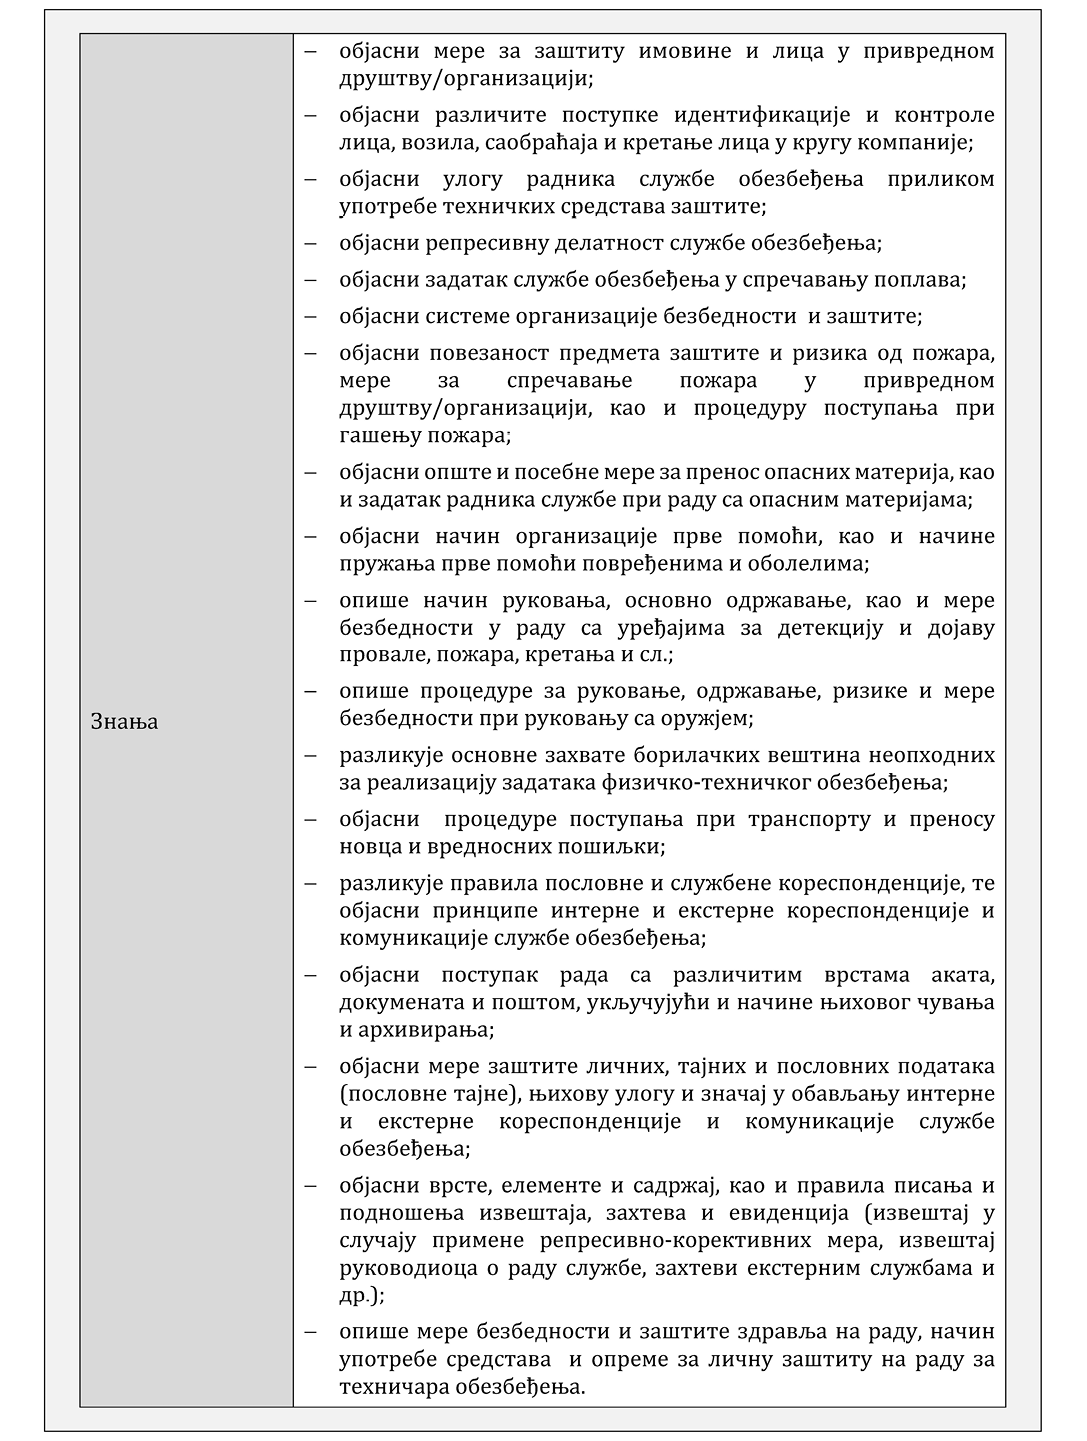 Знања
– објасни мере за заштиту имовине и лица у привредном
друштву/организацији;
– објасни различите поступке идентификације и контроле
лица, возила, саобраћаја и кретање лица у кругу компаније;
– објасни улогу радника службе обезбеђења приликом
употребе техничких средстава заштите;
– објасни репресивну делатност службе обезбеђења;
– објасни задатак службе обезбеђења у спречавању поплава;
– објасни системе организације безбедности и заштите;
– објасни повезаност предмета заштите и ризика од пожара,
мере за спречавање пожара у привредном
друштву/организацији, као и процедуру поступања при
гашењу пожара;
– објасни опште и посебне мере за пренос опасних материја, као
и задатак радника службе при раду са опасним материјама;
– објасни начин организације прве помоћи, као и начине
пружања прве помоћи повређенима и оболелима;
– опише начин руковања, основно одржавање, као и мере
безбедности у раду са уређајима за детекцију и дојаву
провале, пожара, кретања и сл.;
– опише процедуре за руковање, одржавање, ризике и мере
безбедности при руковању са оружјем;
– разликује основне захвате борилачких вештина неопходних
за реализацију задатака физичко-техничког обезбеђења;
– објасни процедуре поступања при транспорту и преносу
новца и вредносних пошиљки;
– разликује правила пословне и службене кореспонденције, те
објасни принципе интерне и екстерне кореспонденције и
комуникације службе обезбеђења;
– објасни поступак рада са различитим врстама аката,
докумената и поштом, укључујући и начине њиховог чувања
и архивирања;
– објасни мере заштите личних, тајних и пословних података
(пословне тајне), њихову улогу и значај у обављању интерне
и екстерне кореспонденције и комуникације службе
обезбеђења;
– објасни врсте, елементе и садржај, као и правила писања и
подношења извештаја, захтева и евиденција (извештај у
случају примене репресивно-корективних мера, извештај
руководиоца о раду службе, захтеви екстерним службама и
др.);
– опише мере безбедности и заштите здравља на раду, начин
употребе средстава и опреме за личну заштиту на раду за
техничара обезбеђења.